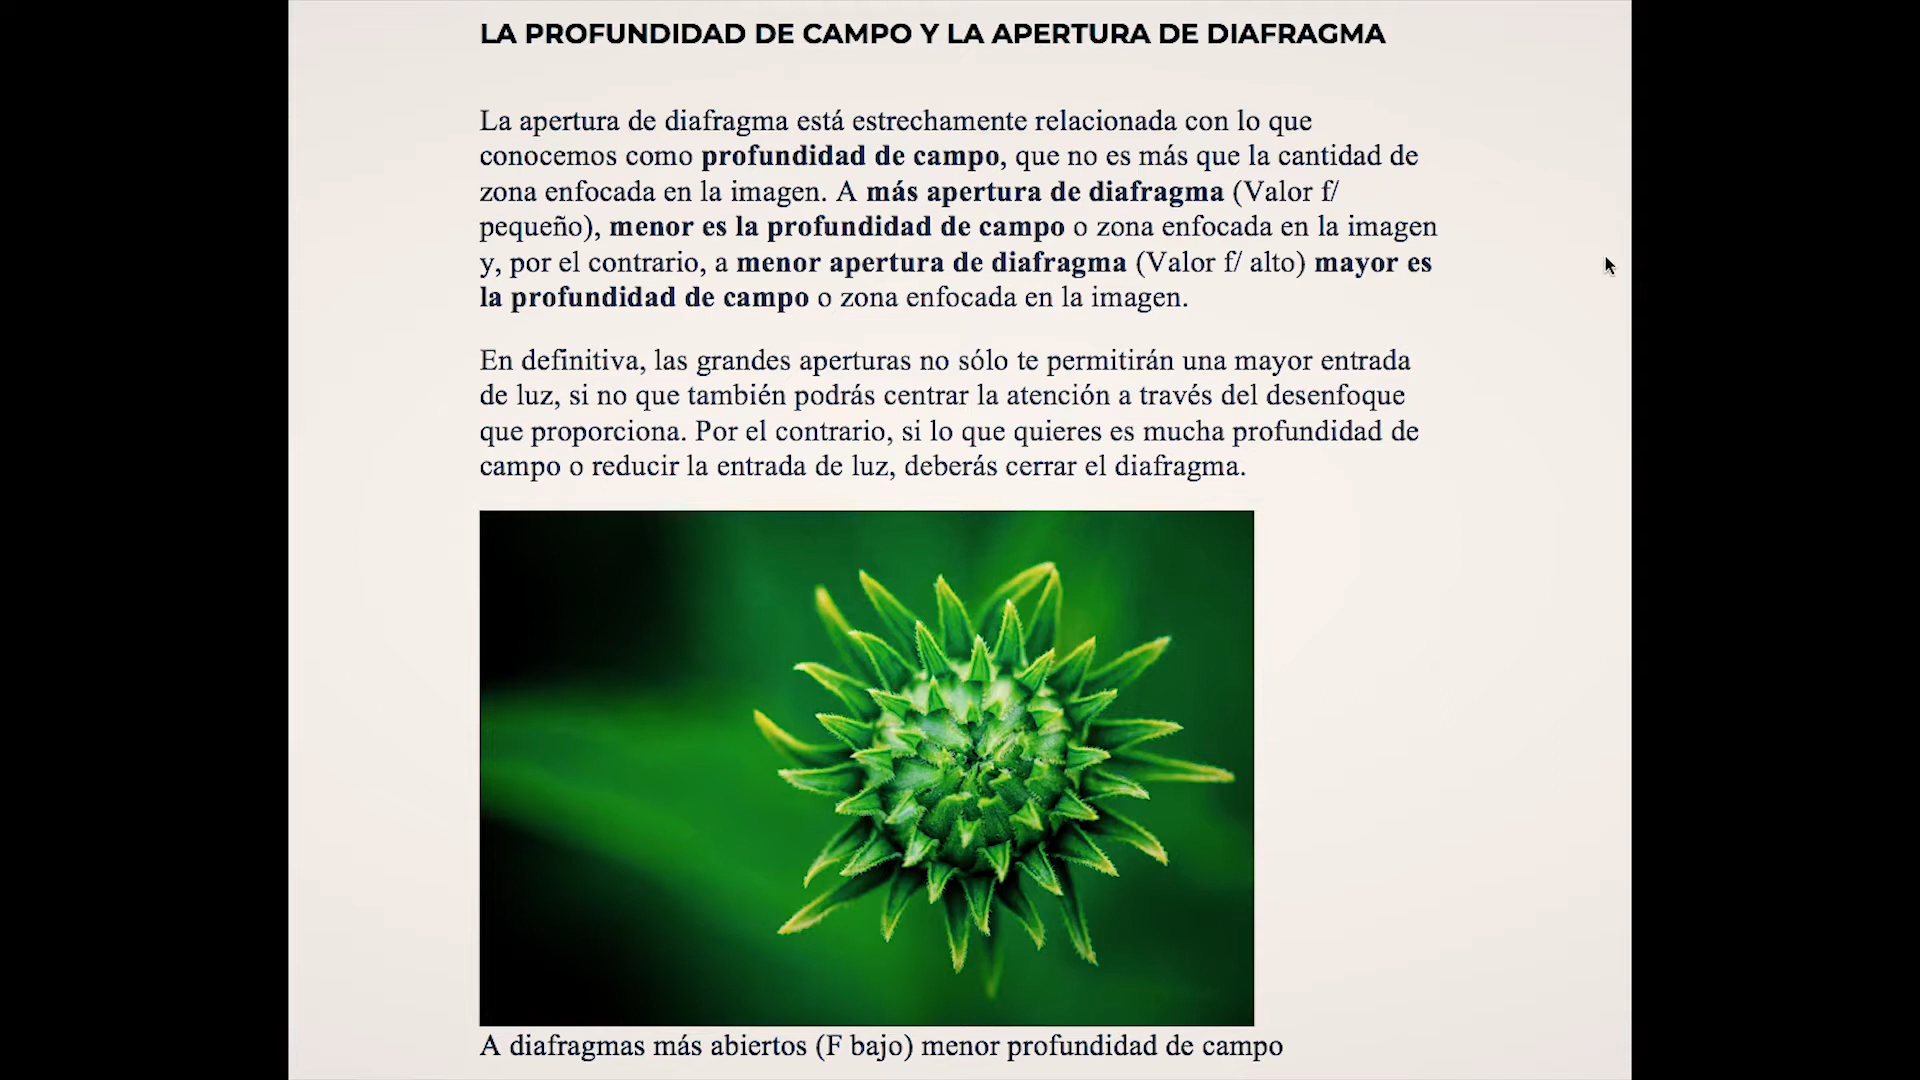 LA PROFUNDIDAD DE CAMPO Y LA APERTURA DE DIAFRAGMA
La apertura de diafragma está estrechamente relacionada con lo que
conocemos como profundidad de campo, que no es más que la cantidad de
zona enfocada en la imagen. A más apertura de diafragma (Valor f/
pequeño), menor es la profundidad de campo o zona enfocada en la imagen
y, por el contrario, a menor apertura de diafragma (Valor f/ alto) mayor es
la profundidad de campo o zona enfocada en la imagen.
En definitiva, las grandes aperturas no sólo te permitirán una mayor entrada
de luz, si no que también podrás centrar la atención a través del desenfoque
que proporciona. Por el contrario, si lo que quieres es mucha profundidad de
campo o reducir la entrada de luz, deberás cerrar el diafragma.
A diafragmas más abiertos (F bajo) menor profundidad de campo